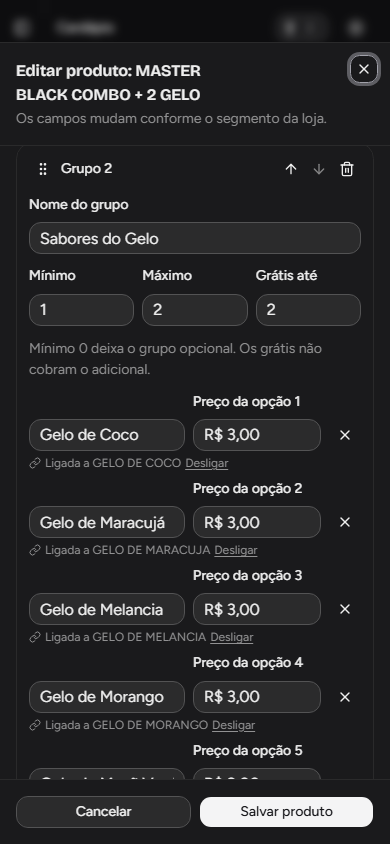 Editar produto: MASTER
BLACK COMBO + 2 GELO
Os campos mudam conforme o segmento da loja.
Grupo 2
Nome do grupo
Sabores do Gelo
Mínimo Máximo Grátis até
1 2 2
Mínimo 0 deixa o grupo opcional. Os grátis não
cobram o adicional.
Preço da opção 1
Gelo de Coco R$ 3,00
Ligada a GELO DE COCO Desligar
Preço da opção 2
Gelo de Maracujá R$ 3,00
Ligada a GELO DE MARACUJA Desligar
Preço da opção 3
Gelo de Melancia R$ 3,00
Ligada a GELO DE MELANCIA Desligar
Preço da opção 4
Gelo de Morango R$ 3,00
Ligada a GELO DE MORANGO Desligar
Preço da opção 5
Cancelar Salvar produto